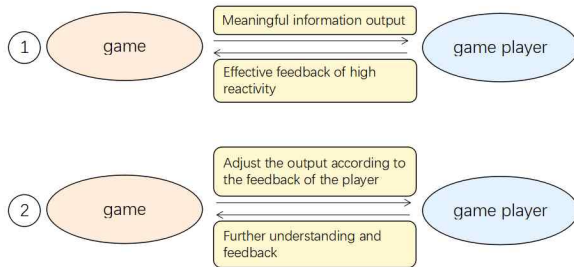 Meaningful information output
1
game
game player
Effective feedback of high
reactivity
Adjust the output according to
the feedback of the player
2
game
game player
Further understanding and
feedback